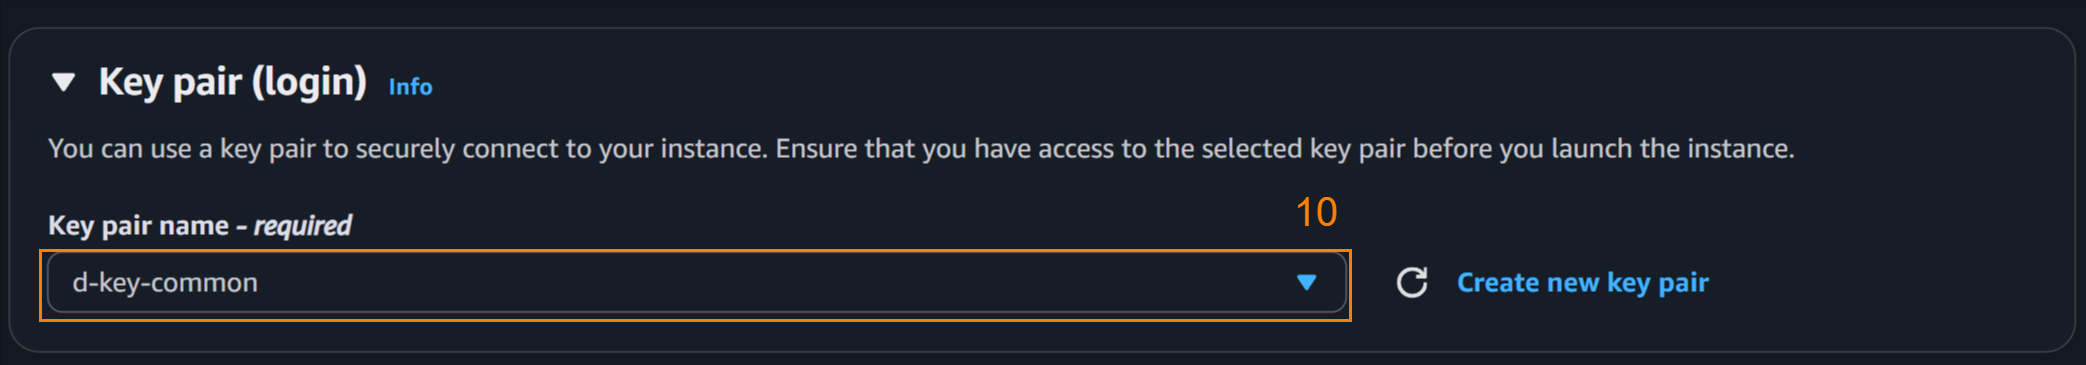 Key pair (login) Info
You can use a key pair to securely connect to your instance. Ensure that you have access to the selected key pair before you launch the instance.
Key pair name - required
10
d-key-common
Create new key pair